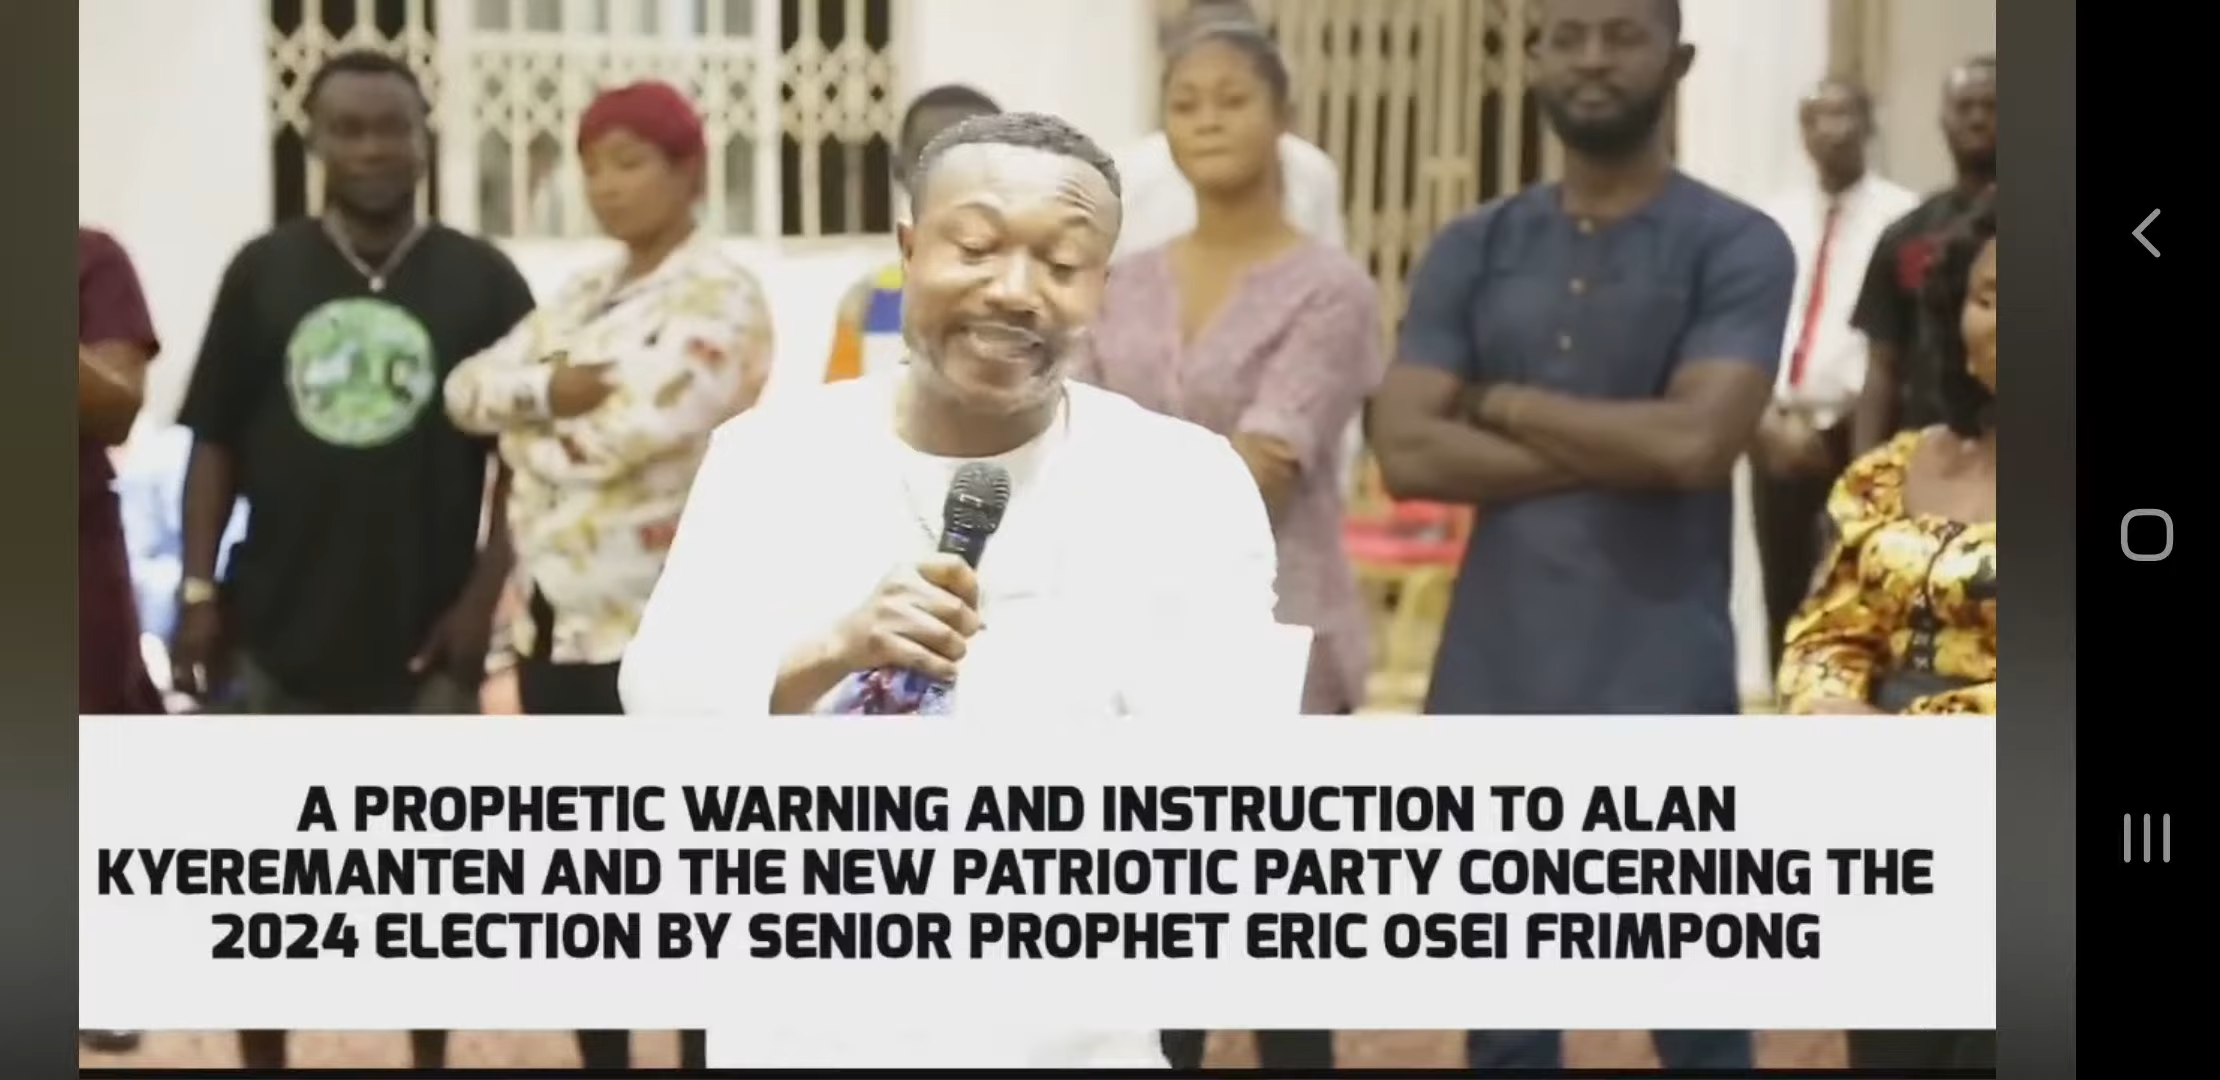 A PROPHETIC WARNING AND INSTRUCTION TO ALAN
KYEREMANTEN AND THE NEW PATRIOTIC PARTY CONCERNING THE
2024 ELECTION BY SENIOR PROPHET ERIC OSEI FRIMPONG